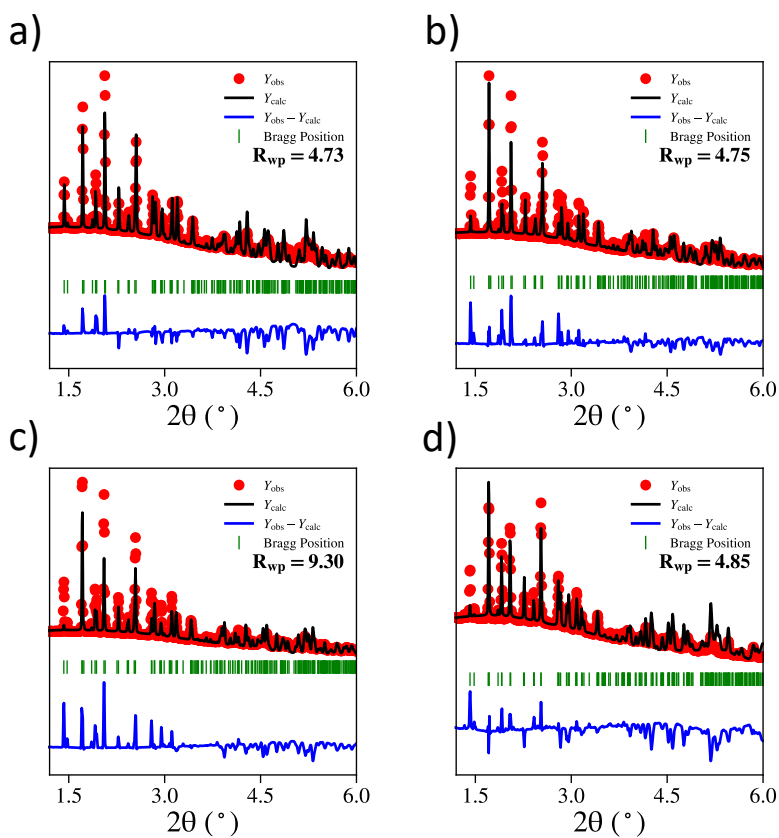 a)
Y_obs
Y_calc
Y_obs − Y_calc
Bragg Position
R_wp = 4.73
1.5 3.0 4.5 6.0
2θ (°)
b)
Y_obs
Y_calc
Y_obs − Y_calc
Bragg Position
R_wp = 4.75
1.5 3.0 4.5 6.0
2θ (°)
c)
Y_obs
Y_calc
Y_obs − Y_calc
Bragg Position
R_wp = 9.30
1.5 3.0 4.5 6.0
2θ (°)
d)
Y_obs
Y_calc
Y_obs − Y_calc
Bragg Position
R_wp = 4.85
1.5 3.0 4.5 6.0
2θ (°)